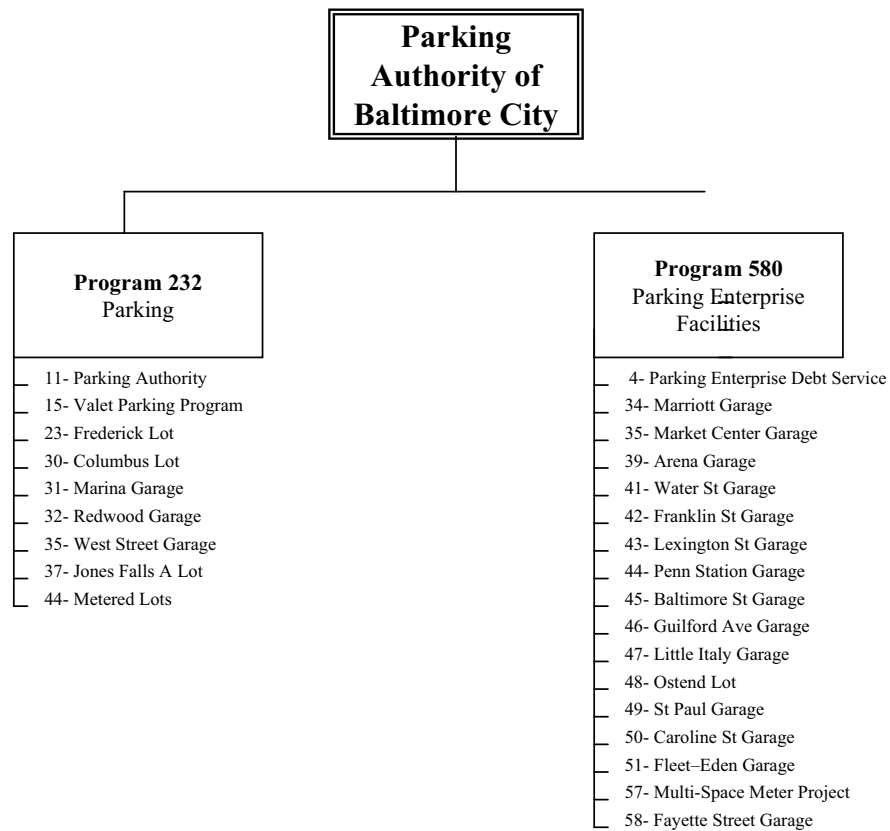 Parking
Authority of
Baltimore City
Program 232
Parking
11- Parking Authority
15- Valet Parking Program
23- Frederick Lot
30- Columbus Lot
31- Marina Garage
32- Redwood Garage
35- West Street Garage
37- Jones Falls A Lot
44- Metered Lots
Program 580
Parking Enterprise
Facilities
4- Parking Enterprise Debt Service
34- Marriott Garage
35- Market Center Garage
39- Arena Garage
41- Water St Garage
42- Franklin St Garage
43- Lexington St Garage
44- Penn Station Garage
45- Baltimore St Garage
46- Guilford Ave Garage
47- Little Italy Garage
48- Ostend Lot
49- St Paul Garage
50- Caroline St Garage
51- Fleet–Eden Garage
57- Multi-Space Meter Project
58- Fayette Street Garage